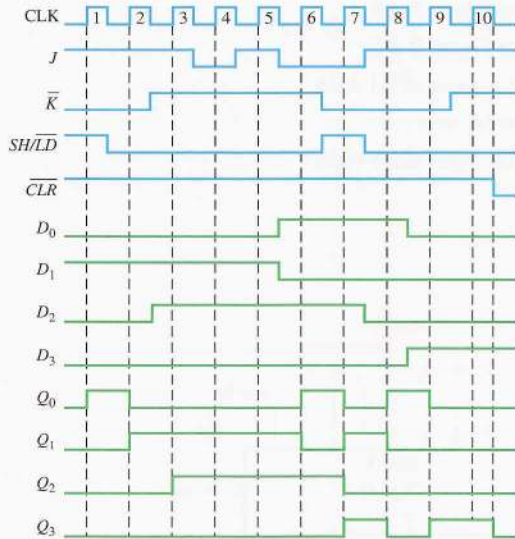 CLK 1 2 3 4 5 6 7 8 9 10
J
K̅
SH/L̅D̅
C̅L̅R̅
D₀
D₁
D₂
D₃
Q₀
Q₁
Q₂
Q₃